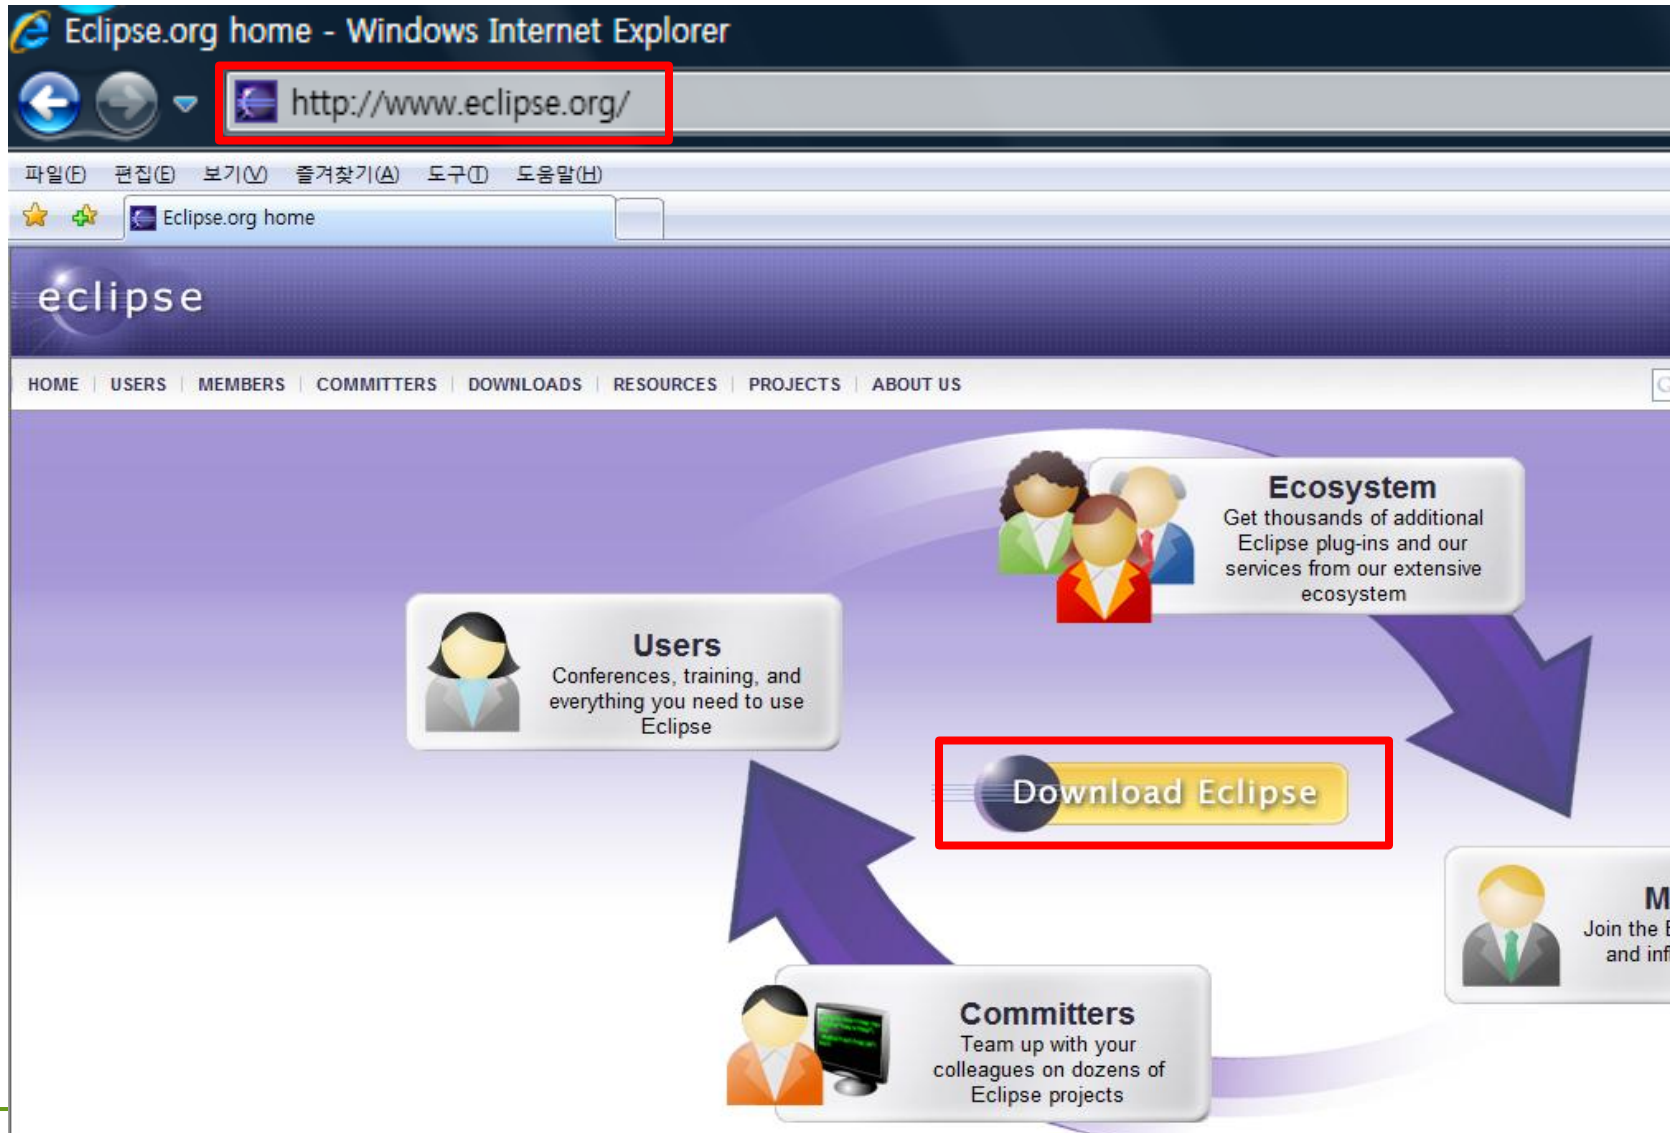 Eclipse.org home - Windows Internet Explorer
http://www.eclipse.org/
파일(F) 편집(E) 보기(V) 즐겨찾기(A) 도구(T) 도움말(H)
Eclipse.org home
eclipse
HOME USERS MEMBERS COMMITTERS DOWNLOADS RESOURCES PROJECTS ABOUT US
Ecosystem
Get thousands of additional
Eclipse plug-ins and our
services from our extensive
ecosystem
Users
Conferences, training, and
everything you need to use
Eclipse
Download Eclipse
Join the
and
Committers
Team up with your
colleagues on dozens of
Eclipse projects